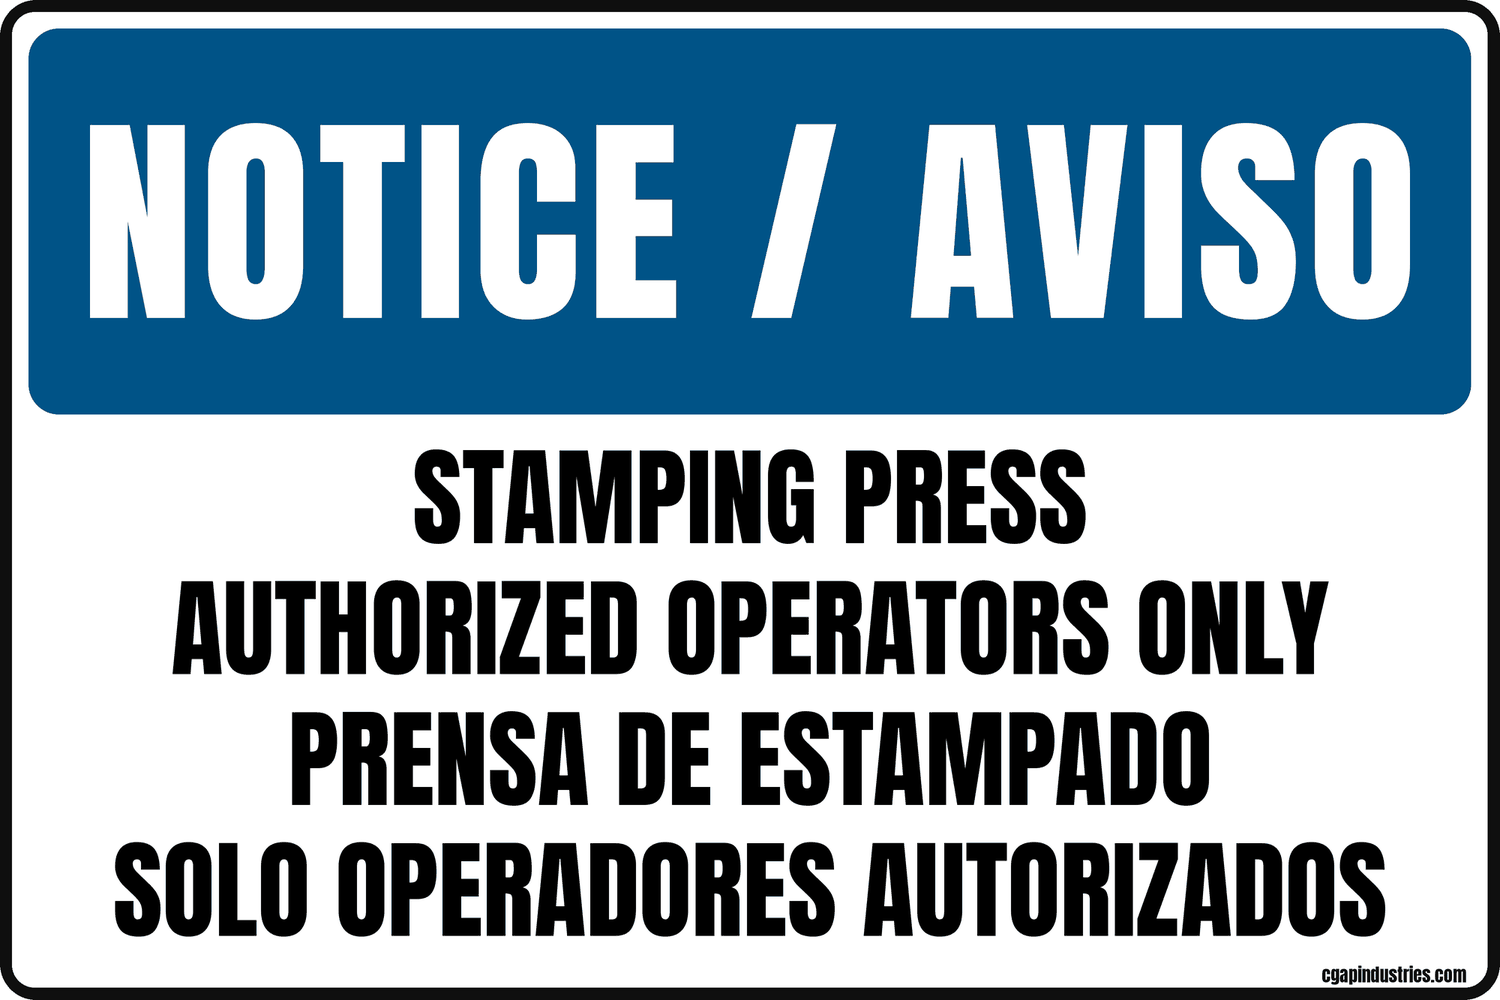 NOTICE / AVISO
STAMPING PRESS
AUTHORIZED OPERATORS ONLY
PRENSA DE ESTAMPADO
SOLO OPERADORES AUTORIZADOS
cgapindustries.com